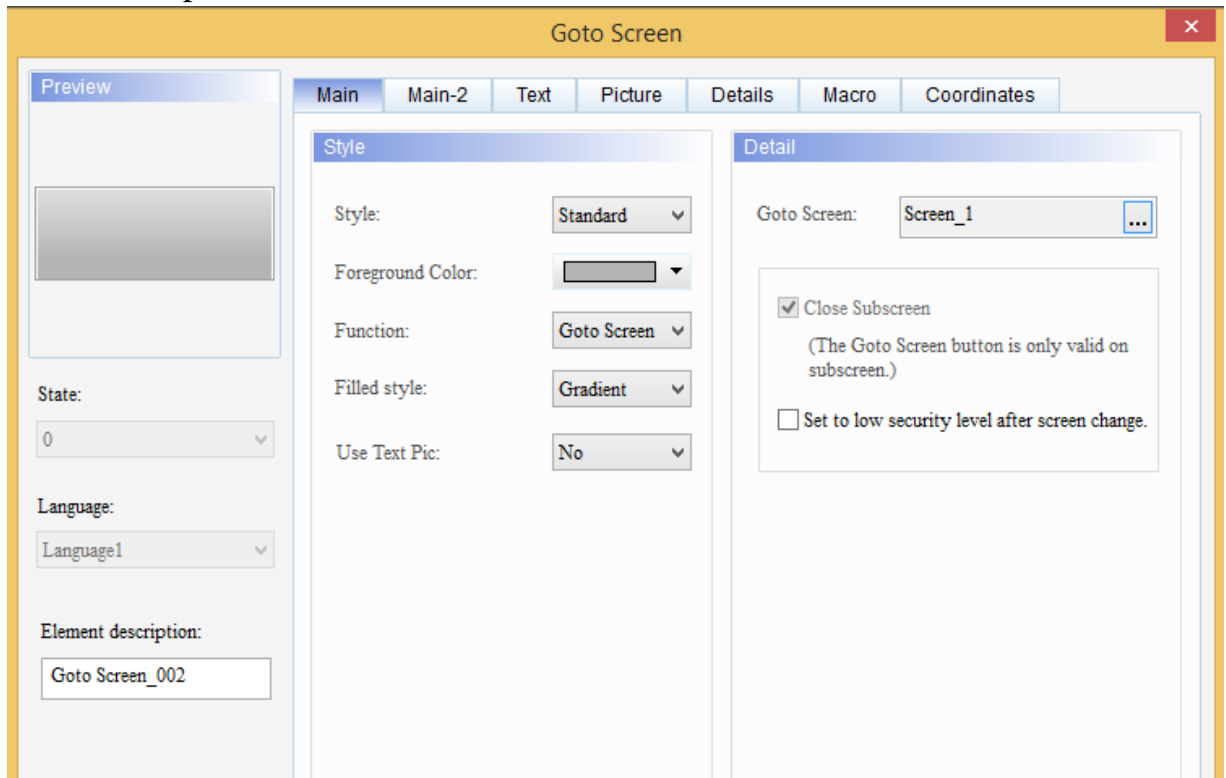 Goto Screen
Preview
Main Main-2 Text Picture Details Macro Coordinates
Style
Style: Standard
Foreground Color:
Function: Goto Screen
Filled style: Gradient
Use Text Pic: No
Detail
Goto Screen: Screen_1 ...
Close Subscreen
(The Goto Screen button is only valid on
subscreen.)
Set to low security level after screen change.
State:
0
Language:
Language1
Element description:
Goto Screen_002